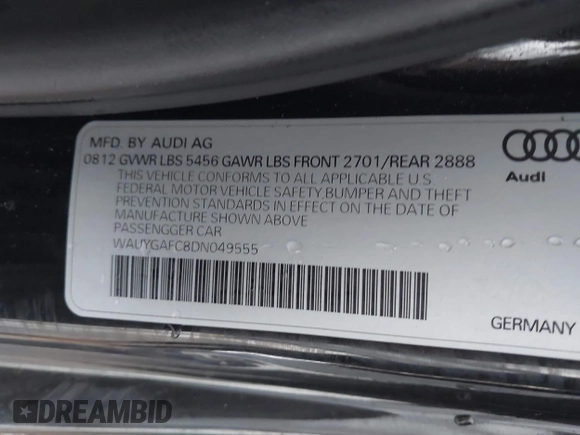 MFD. BY AUDI AG
0812 GVWR LBS 5456 GAWR LBS FRONT 2701/REAR 2888
THIS VEHICLE CONFORMS TO ALL APPLICABLE U.S.
FEDERAL MOTOR VEHICLE SAFETY, BUMPER AND THEFT
PREVENTION STANDARDS IN EFFECT ON THE DATE OF
MANUFACTURE SHOWN ABOVE
PASSENGGER CAR
WAUYGAFC8DN049555
Audi
GERMANY
DREAMBID